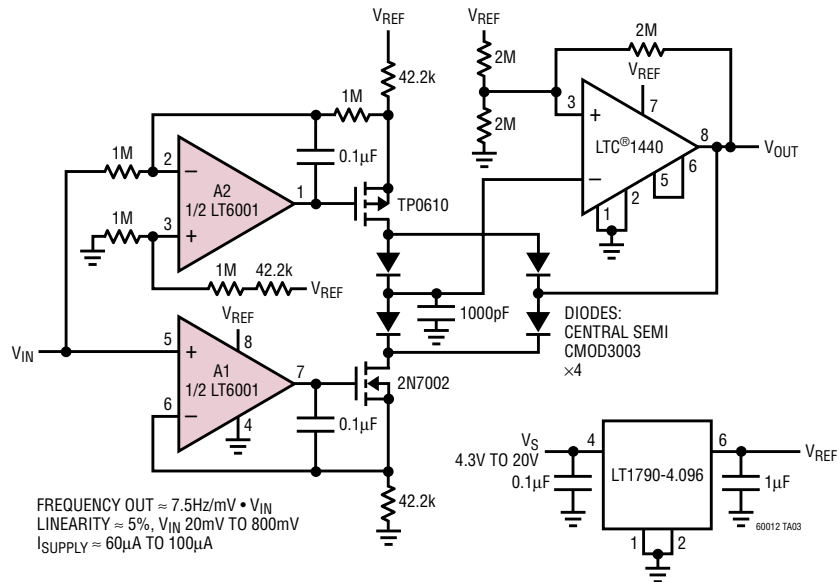 VREF
VREF
2M
42.2k
2M
1M
VREF
3
7
+
1M
2
−
0.1µF
2M
LTC®1440
8
VOUT
A2
1/2 LT6001
1
TP0610
−
6
5
1M
3
+
1
2
1M
42.2k
VREF
1000pF
DIODES:
CENTRAL SEMI
CMOD3003
×4
VREF
VIN
5
+
8
A1
1/2 LT6001
7
2N7002
6
−
4
0.1µF
VS
4.3V TO 20V
4
6
VREF
LT1790-4.096
0.1µF
1µF
42.2k
1
2
60012 TA03
FREQUENCY OUT ≈ 7.5Hz/mV • VIN
LINEARITY ≈ 5%, VIN 20mV TO 800mV
ISUPPLY ≈ 60µA TO 100µA